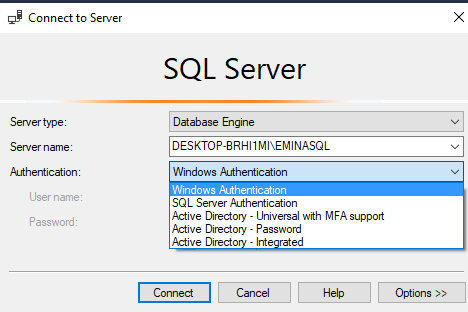 Connect to Server
SQL Server
Server type: Database Engine
Server name: DESKTOP-BRHI1MI\EMINASQL
Authentication: Windows Authentication
Windows Authentication
User name: SQL Server Authentication
Active Directory - Universal with MFA support
Password: Active Directory - Password
Active Directory - Integrated
Connect Cancel Help Options >>